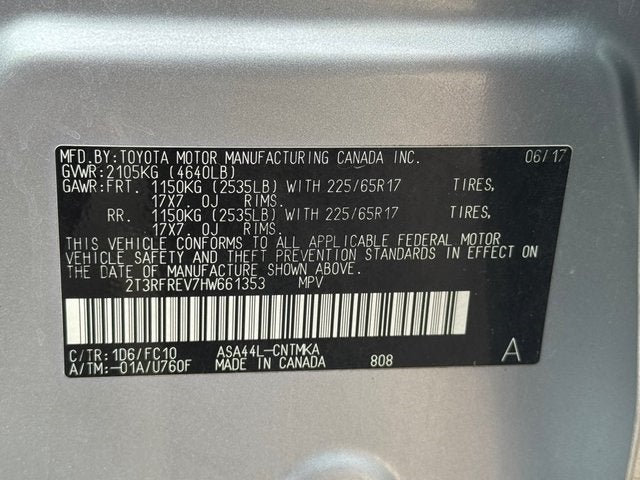 MFD.BY:TOYOTA MOTOR MANUFACTURING CANADA INC. 06/17
GVWR:2105KG (4640LB)
GAWR:FRT. 1150KG (2535LB) WITH 225/65R17 TIRES,
17X7.0J RIMS.
RR. 1150KG (2535LB) WITH 225/65R17 TIRES,
17X7.0J RIMS.
THIS VEHICLE CONFORMS TO ALL APPLICABLE FEDERAL MOTOR
VEHICLE SAFETY AND THEFT PREVENTION STANDARDS IN EFFECT ON
THE DATE OF MANUFACTURE SHOWN ABOVE.
2T3RFREV7HW661353 MPV
C/TR:1D6/FC10 ASA44L-CNTMKA A
A/TM:-01A/U760F MADE IN CANADA 808